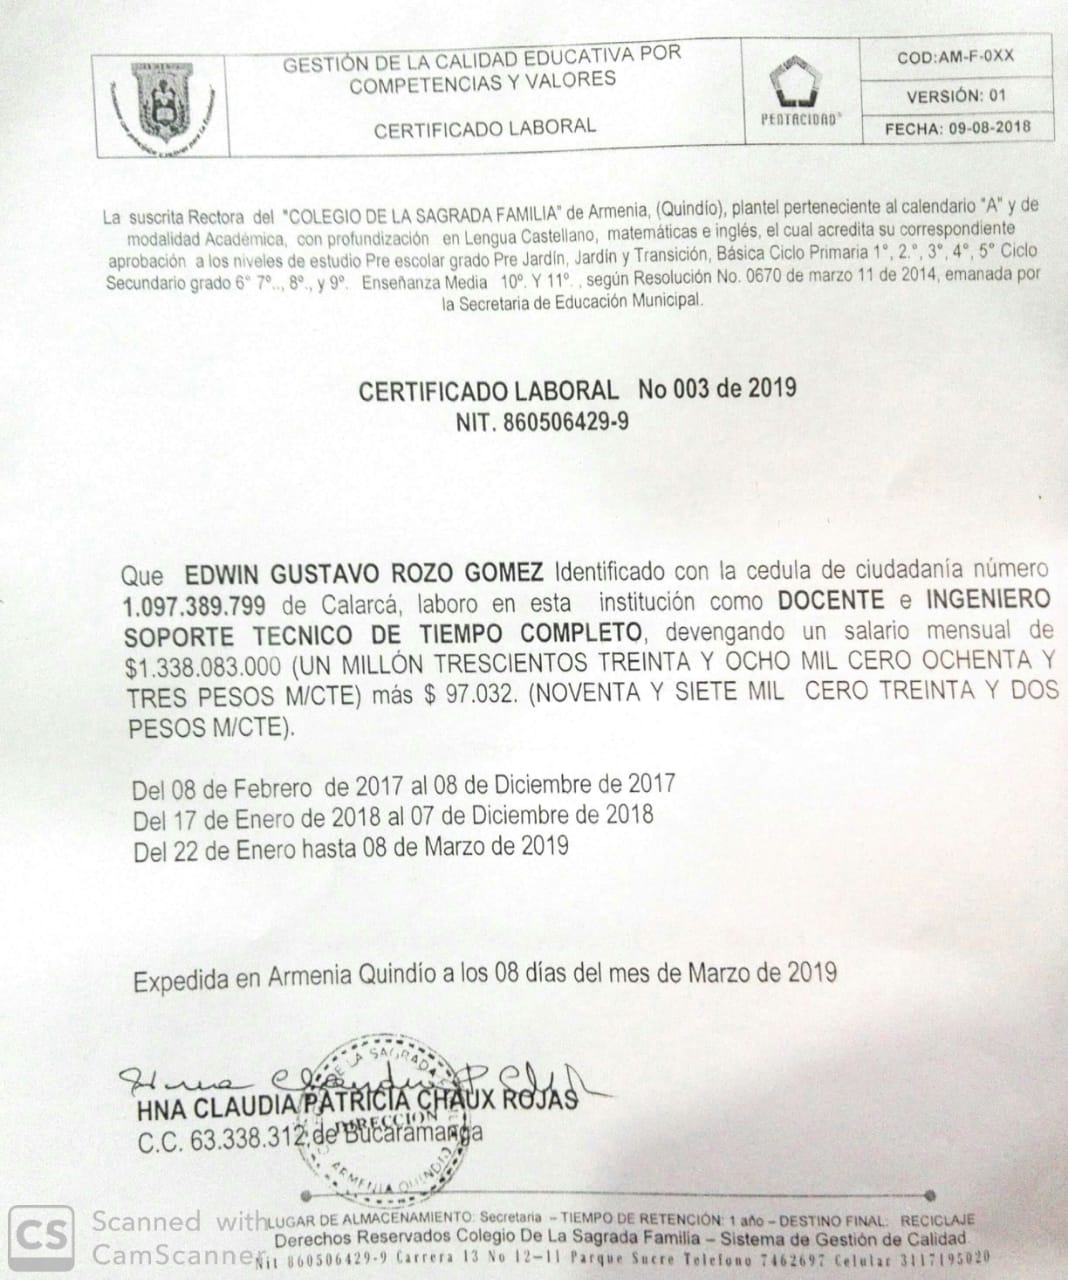 GESTIÓN DE LA CALIDAD EDUCATIVA POR
COMPETENCIAS Y VALORES
CERTIFICADO LABORAL
PENTACIDAD
COD:AM-F-0XX
VERSIÓN: 01
FECHA: 09-08-2018
La suscrita Rectora del "COLEGIO DE LA SAGRADA FAMILIA" de Armenia, (Quindío), plantel perteneciente al calendario "A" y de
modalidad Académica, con profundización en Lengua Castellano, matemáticas e inglés, el cual acredita su correspondiente
aprobación a los niveles de estudio Pre escolar grado Pre Jardín, Jardín y Transición, Básica Ciclo Primaria 1°, 2.°, 3°, 4°, 5° Ciclo
Secundario grado 6° 7°.., 8°., y 9°. Enseñanza Media 10°. Y 11°. , según Resolución No. 0670 de marzo 11 de 2014, emanada por
la Secretaria de Educación Municipal.
CERTIFICADO LABORAL No 003 de 2019
NIT. 860506429-9
Que EDWIN GUSTAVO ROZO GOMEZ Identificado con la cedula de ciudadanía número
1.097.389.799 de Calarcá, laboro en esta institución como DOCENTE e INGENIERO
SOPORTE TECNICO DE TIEMPO COMPLETO, devengando un salario mensual de
$1.338.083.000 (UN MILLÓN TRESCIENTOS TREINTA Y OCHO MIL CERO OCHENTA Y
TRES PESOS M/CTE) más $ 97.032. (NOVENTA Y SIETE MIL CERO TREINTA Y DOS
PESOS M/CTE).
Del 08 de Febrero de 2017 al 08 de Diciembre de 2017
Del 17 de Enero de 2018 al 07 de Diciembre de 2018
Del 22 de Enero hasta 08 de Marzo de 2019
Expedida en Armenia Quindío a los 08 días del mes de Marzo de 2019
HNA CLAUDIA PATRICIA CHAUX ROJAS
DIRECCION
C.C. 63.338.312 de Bucaramanga
DE LA SAGRADA
ARMENIA QUINDIO
CS Scanned with
CamScanner
LUGAR DE ALMACENAMIENTO: Secretaria – TIEMPO DE RETENCIÓN: 1 año – DESTINO FINAL: RECICLAJE
Derechos Reservados Colegio De La Sagrada Familia – Sistema de Gestión de Calidad
Nit 860506429-9 Carrera 13 No 12-11 Parque Sucre Telefono 7462697 Celular 3117195020